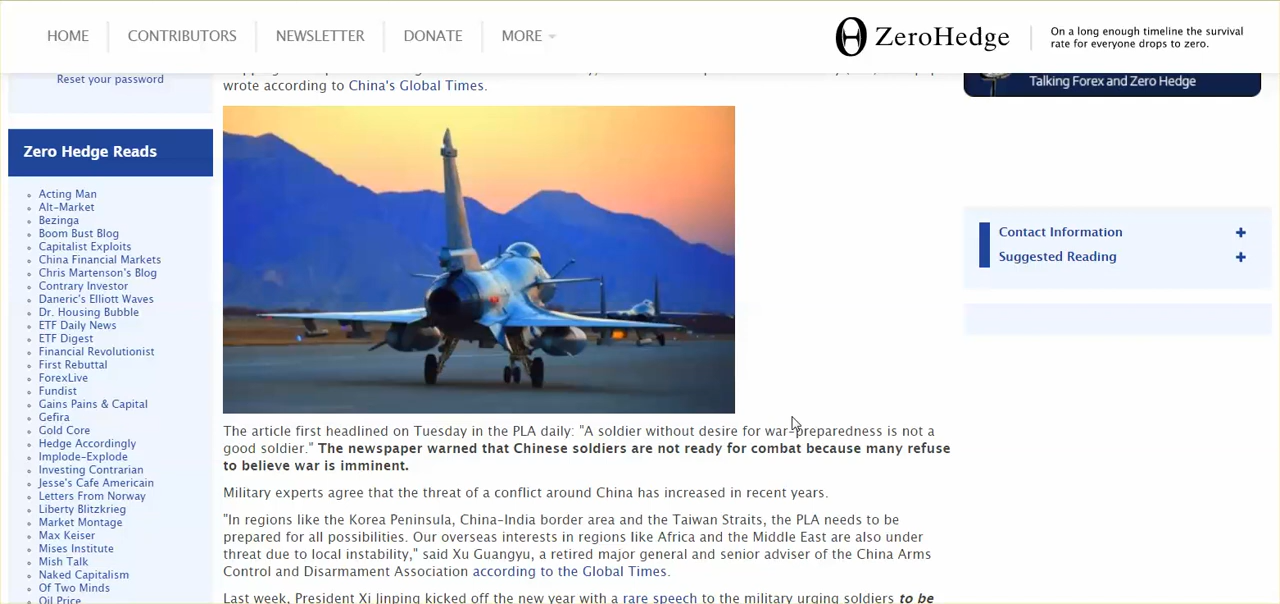 HOME
CONTRIBUTORS
NEWSLETTER
DONATE
MORE
ZeroHedge
On a long enough timeline the survival
rate for everyone drops to zero.
Reset your password
Zero Hedge Reads
Acting Man
Alt-Market
Bezinga
Boom Bust Blog
Capitalist Exploits
China Financial Markets
Chris Martenson's Blog
Contrary Investor
Daneric's Elliott Waves
Dr. Housing Bubble
ETF Daily News
ETF Digest
Financial Revolutionist
First Rebuttal
ForexLive
Fundist
Gains Pains & Capital
Gefira
Gold Core
Hedge Accordingly
Implode-Explode
Investing Contrarian
Jesse's Cafe Americain
Letters From Norway
Liberty Blitzkrieg
Market Montage
Max Keiser
Mises Institute
Mish Talk
Naked Capitalism
Of Two Minds
Oil Price
wrote according to China's Global Times.
The article first headlined on Tuesday in the PLA daily: "A soldier without desire for war-preparedness is not a
good soldier." The newspaper warned that Chinese soldiers are not ready for combat because many refuse
to believe war is imminent.
Military experts agree that the threat of a conflict around China has increased in recent years.
"In regions like the Korea Peninsula, China-India border area and the Taiwan Straits, the PLA needs to be
prepared for all possibilities. Our overseas interests in regions like Africa and the Middle East are also under
threat due to local instability," said Xu Guangyu, a retired major general and senior adviser of the China Arms
Control and Disarmament Association according to the Global Times.
Last week, President Xi Jinping kicked off the new year with a rare speech to the military urging soldiers to be
Talking Forex and Zero Hedge
Contact Information
Suggested Reading